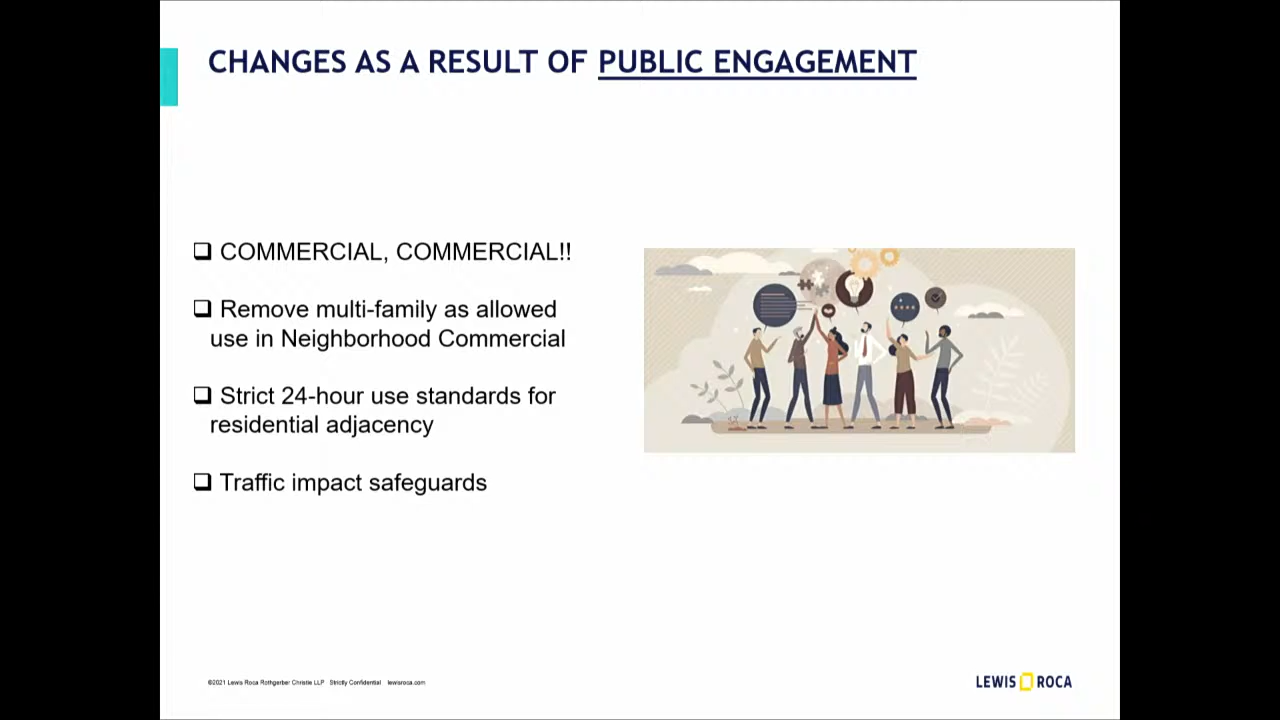 CHANGES AS A RESULT OF PUBLIC ENGAGEMENT
COMMERCIAL, COMMERCIAL!!
Remove multi-family as allowed
use in Neighborhood Commercial
Strict 24-hour use standards for
residential adjacency
Traffic impact safeguards
©2021 Lewis Roca Rothgerber Christie LLP Strictly Confidential lewisroca.com
LEWIS ROCA